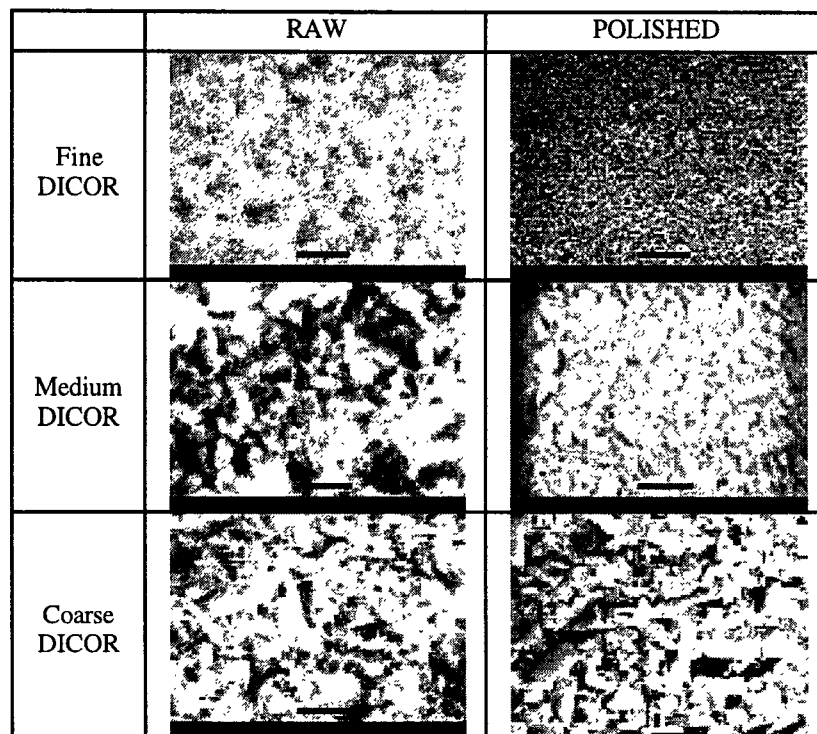 RAW
POLISHED
Fine
DICOR
Medium
DICOR
Coarse
DICOR